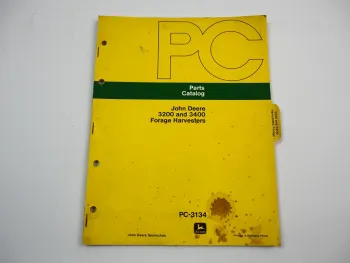 PC
Parts
Catalog
John Deere
3200 and 3400
Forage Harvesters
PC-3134